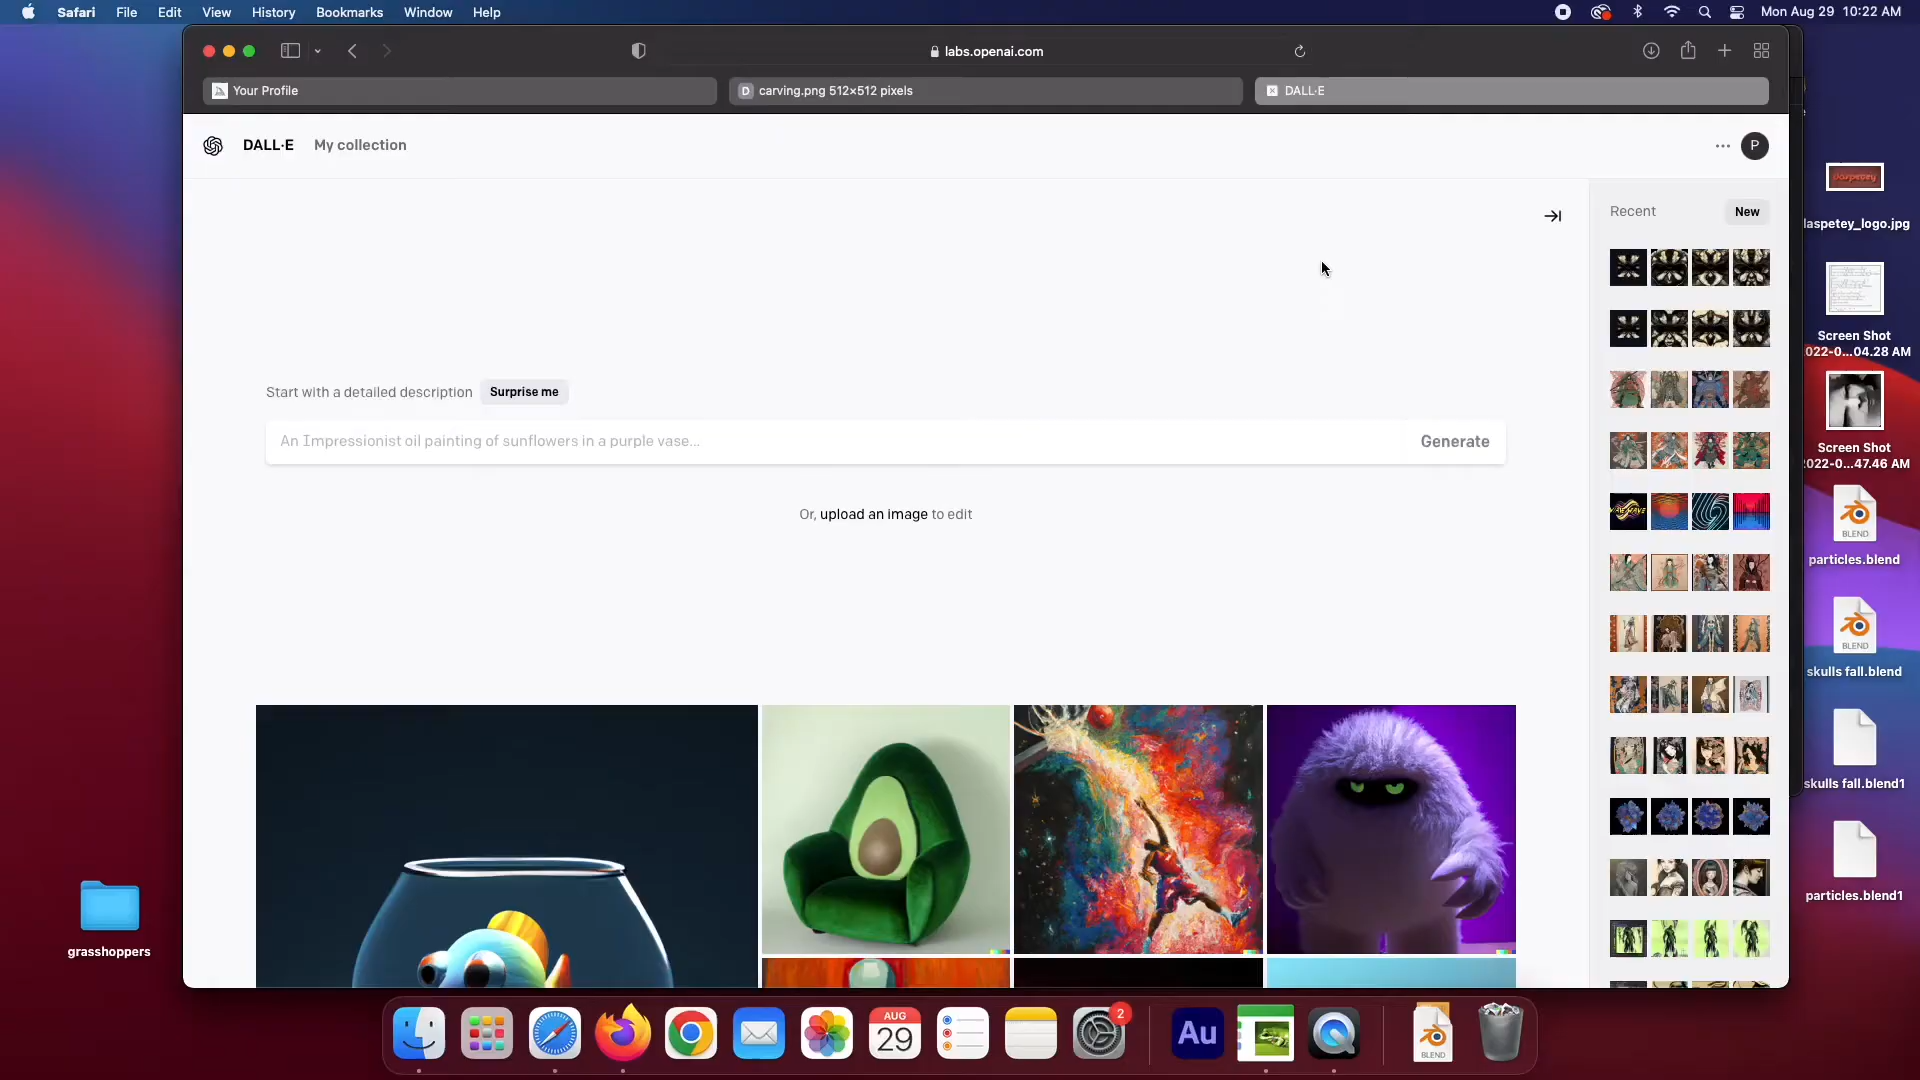 Safari File Edit View History Bookmarks Window Help Mon Aug 29 10:22 AM
labs.openai.com
Your Profile
D carving.png 512×512 pixels
DALL·E
DALL·E My collection
P
Recent New
Start with a detailed description Surprise me
An Impressionist oil painting of sunflowers in a purple vase... Generate
Or, upload an image to edit
laspetey_logo.jpg
Screen Shot
022-0...04.28 AM
Screen Shot
022-0...47.46 AM
BLEND
particles.blend
BLEND
skulls fall.blend
skulls fall.blend1
particles.blend1
grasshoppers
AUG
29
2
Au
BLEND